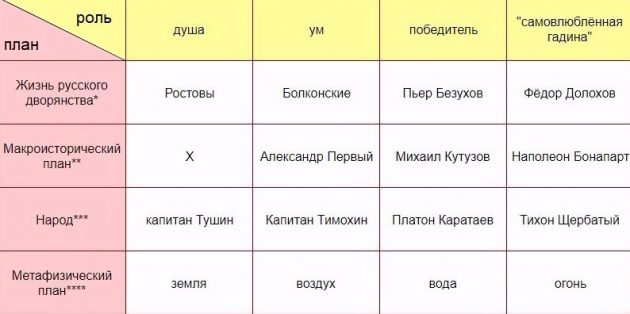 роль
план
душа
ум
победитель
"самовлюблённая
гадина"
Жизнь русского
дворянства*
Ростовы
Болконские
Пьер Безухов
Фёдор Долохов
Макроисторический
план**
Х
Александр Первый
Михаил Кутузов
Наполеон Бонапарт
Народ***
капитан Тушин
Капитан Тимохин
Платон Каратаев
Тихон Щербатый
Метафизический
план****
земля
воздух
вода
огонь